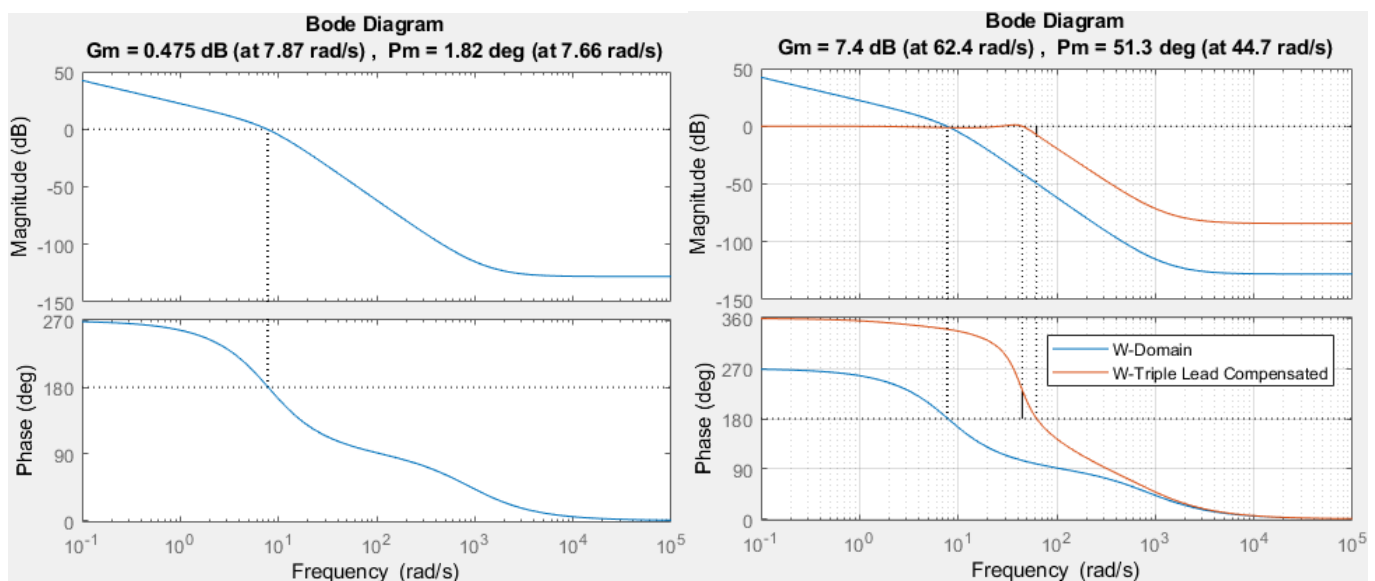 Bode Diagram
Gm = 0.475 dB (at 7.87 rad/s) , Pm = 1.82 deg (at 7.66 rad/s)
Magnitude (dB)
50
0
-50
-100
-150
Phase (deg)
270
180
90
0
10^-1 10^0 10^1 10^2 10^3 10^4 10^5
Frequency (rad/s)
Bode Diagram
Gm = 7.4 dB (at 62.4 rad/s) , Pm = 51.3 deg (at 44.7 rad/s)
Magnitude (dB)
50
0
-50
-100
-150
Phase (deg)
360
270
180
90
0
W-Domain
W-Triple Lead Compensated
10^-1 10^0 10^1 10^2 10^3 10^4 10^5
Frequency (rad/s)